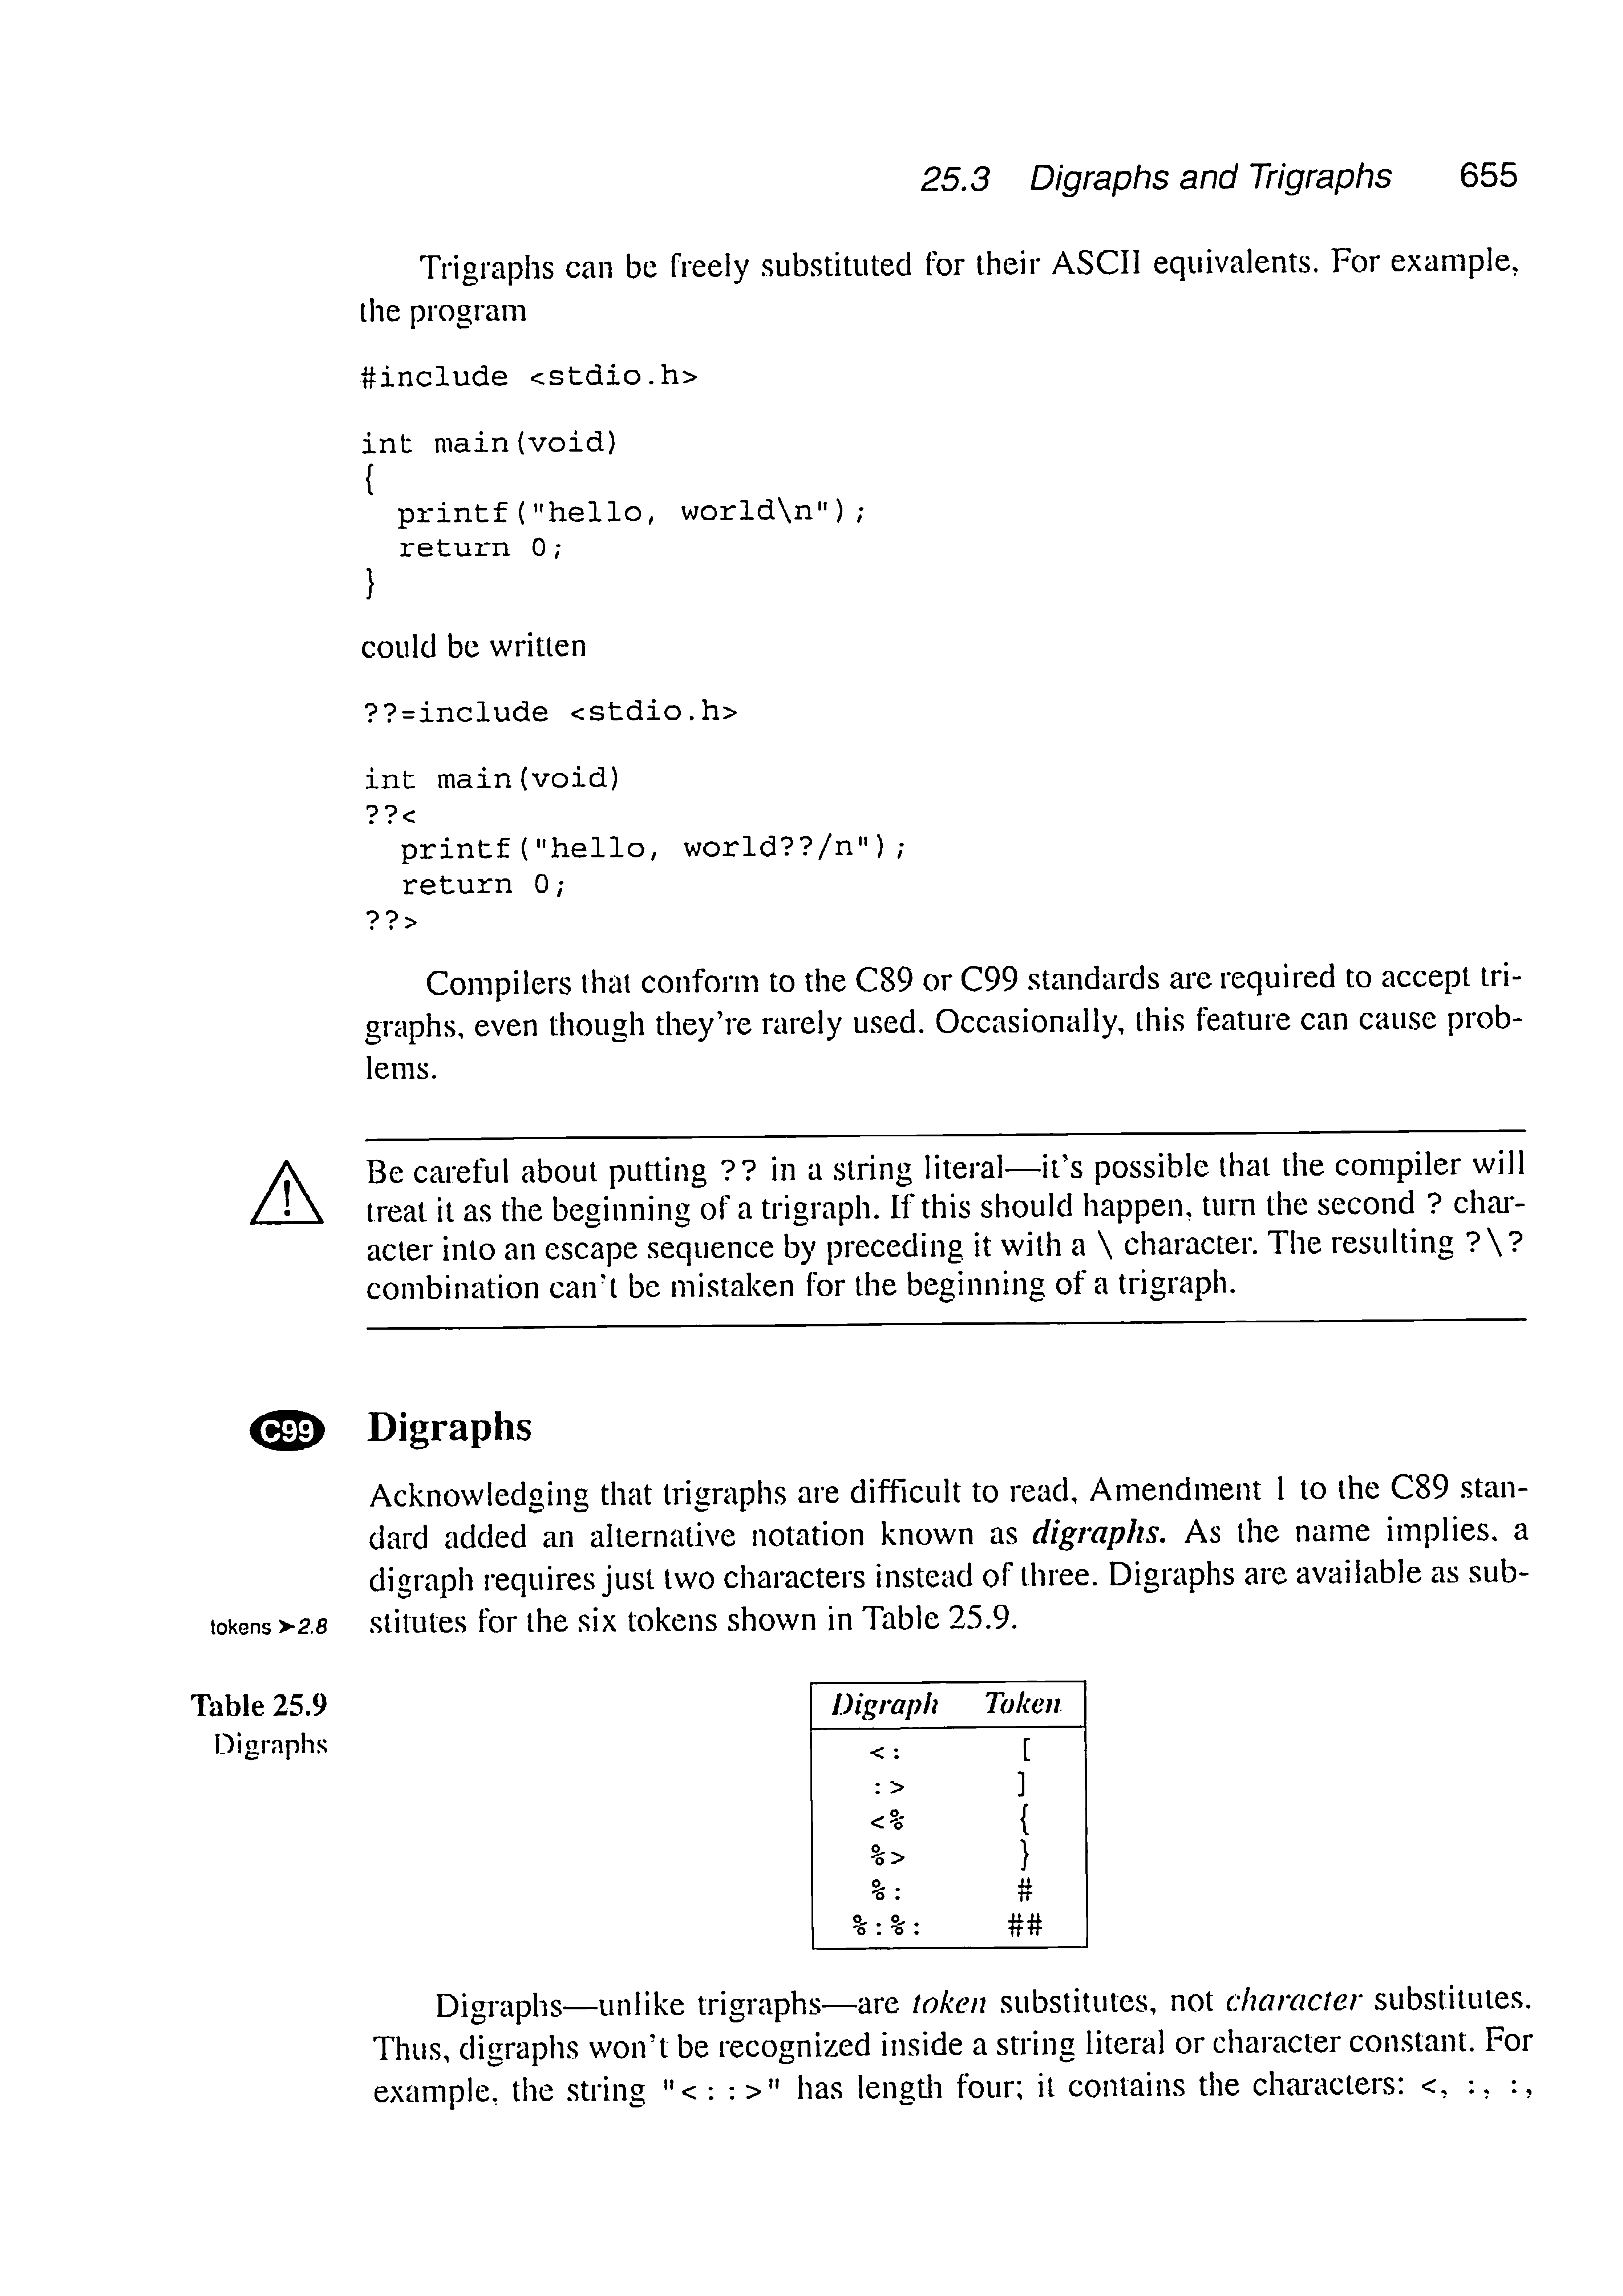 25.3 Digraphs and Trigraphs 655
Trigraphs can be freely substituted for their ASCII equivalents. For example,
the program
#include <stdio.h>
int main(void)
{
  printf("hello, world\n");
  return 0;
}
could be written
??=include <stdio.h>
int main(void)
??<
  printf("hello, world??/n");
  return 0;
??>
Compilers that conform to the C89 or C99 standards are required to accept tri-
graphs, even though they're rarely used. Occasionally, this feature can cause prob-
lems.
Be careful about putting ?? in a string literal—it's possible that the compiler will
treat it as the beginning of a trigraph. If this should happen, turn the second ? char-
acter into an escape sequence by preceding it with a \ character. The resulting ?\?
combination can't be mistaken for the beginning of a trigraph.
C99 Digraphs
Acknowledging that trigraphs are difficult to read, Amendment 1 to the C89 stan-
dard added an alternative notation known as digraphs. As the name implies, a
digraph requires just two characters instead of three. Digraphs are available as sub-
tokens ➤2.8 stitutes for the six tokens shown in Table 25.9.
Table 25.9
Digraphs
Digraph Token
<: [
:> ]
<% {
%> }
%: #
%:%: ##
Digraphs—unlike trigraphs—are token substitutes, not character substitutes.
Thus, digraphs won't be recognized inside a string literal or character constant. For
example, the string "<::>" has length four; it contains the characters: <, :, :,